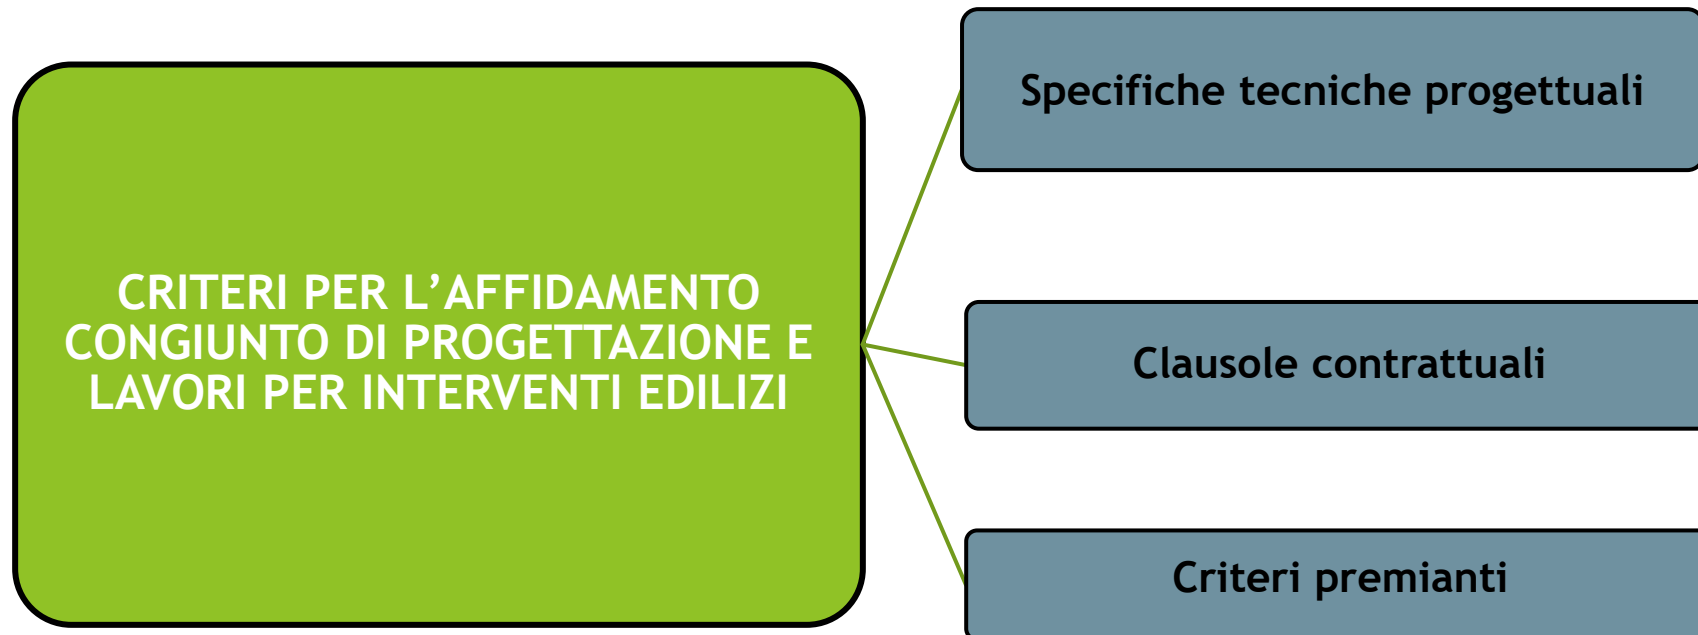 CRITERI PER L’AFFIDAMENTO
CONGIUNTO DI PROGETTAZIONE E
LAVORI PER INTERVENTI EDILIZI
Specifiche tecniche progettuali
Clausole contrattuali
Criteri premianti